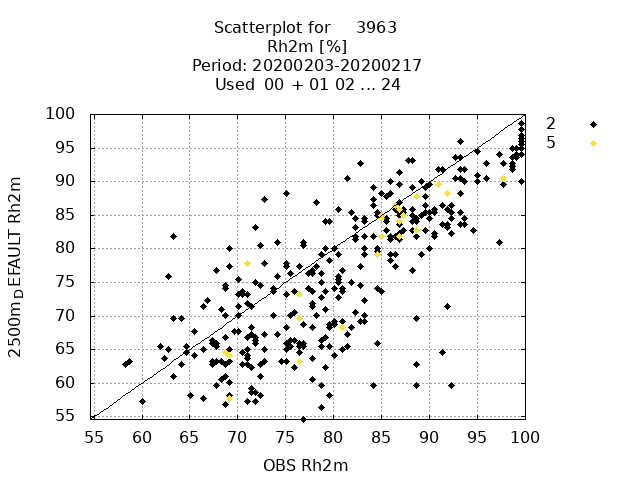 Scatterplot for 3963
Rh2m [%]
Period: 20200203-20200217
Used 00 + 01 02 ... 24
2
5
100
95
90
85
80
75
70
65
60
55
2500m_DEFAULT Rh2m
55 60 65 70 75 80 85 90 95 100
OBS Rh2m